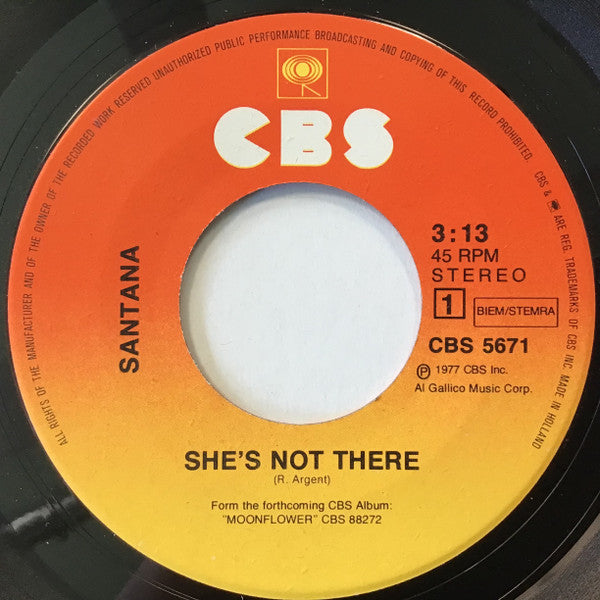 ALL RIGHTS OF THE MANUFACTURER AND OF THE OWNER OF THE RECORDED WORK RESERVED UNAUTHORIZED PUBLIC PERFORMANCE BROADCASTING AND COPYING OF THIS RECORD PROHIBITED. CBS & ARE REG. TRADEMARKS OF CBS INC. MADE IN HOLLAND
CBS
SANTANA
3:13
45 RPM
STEREO
1
BIEM/STEMRA
CBS 5671
Ⓟ 1977 CBS Inc.
Al Gallico Music Corp.
SHE'S NOT THERE
(R. Argent)
Form the forthcoming CBS Album:
"MOONFLOWER" CBS 88272